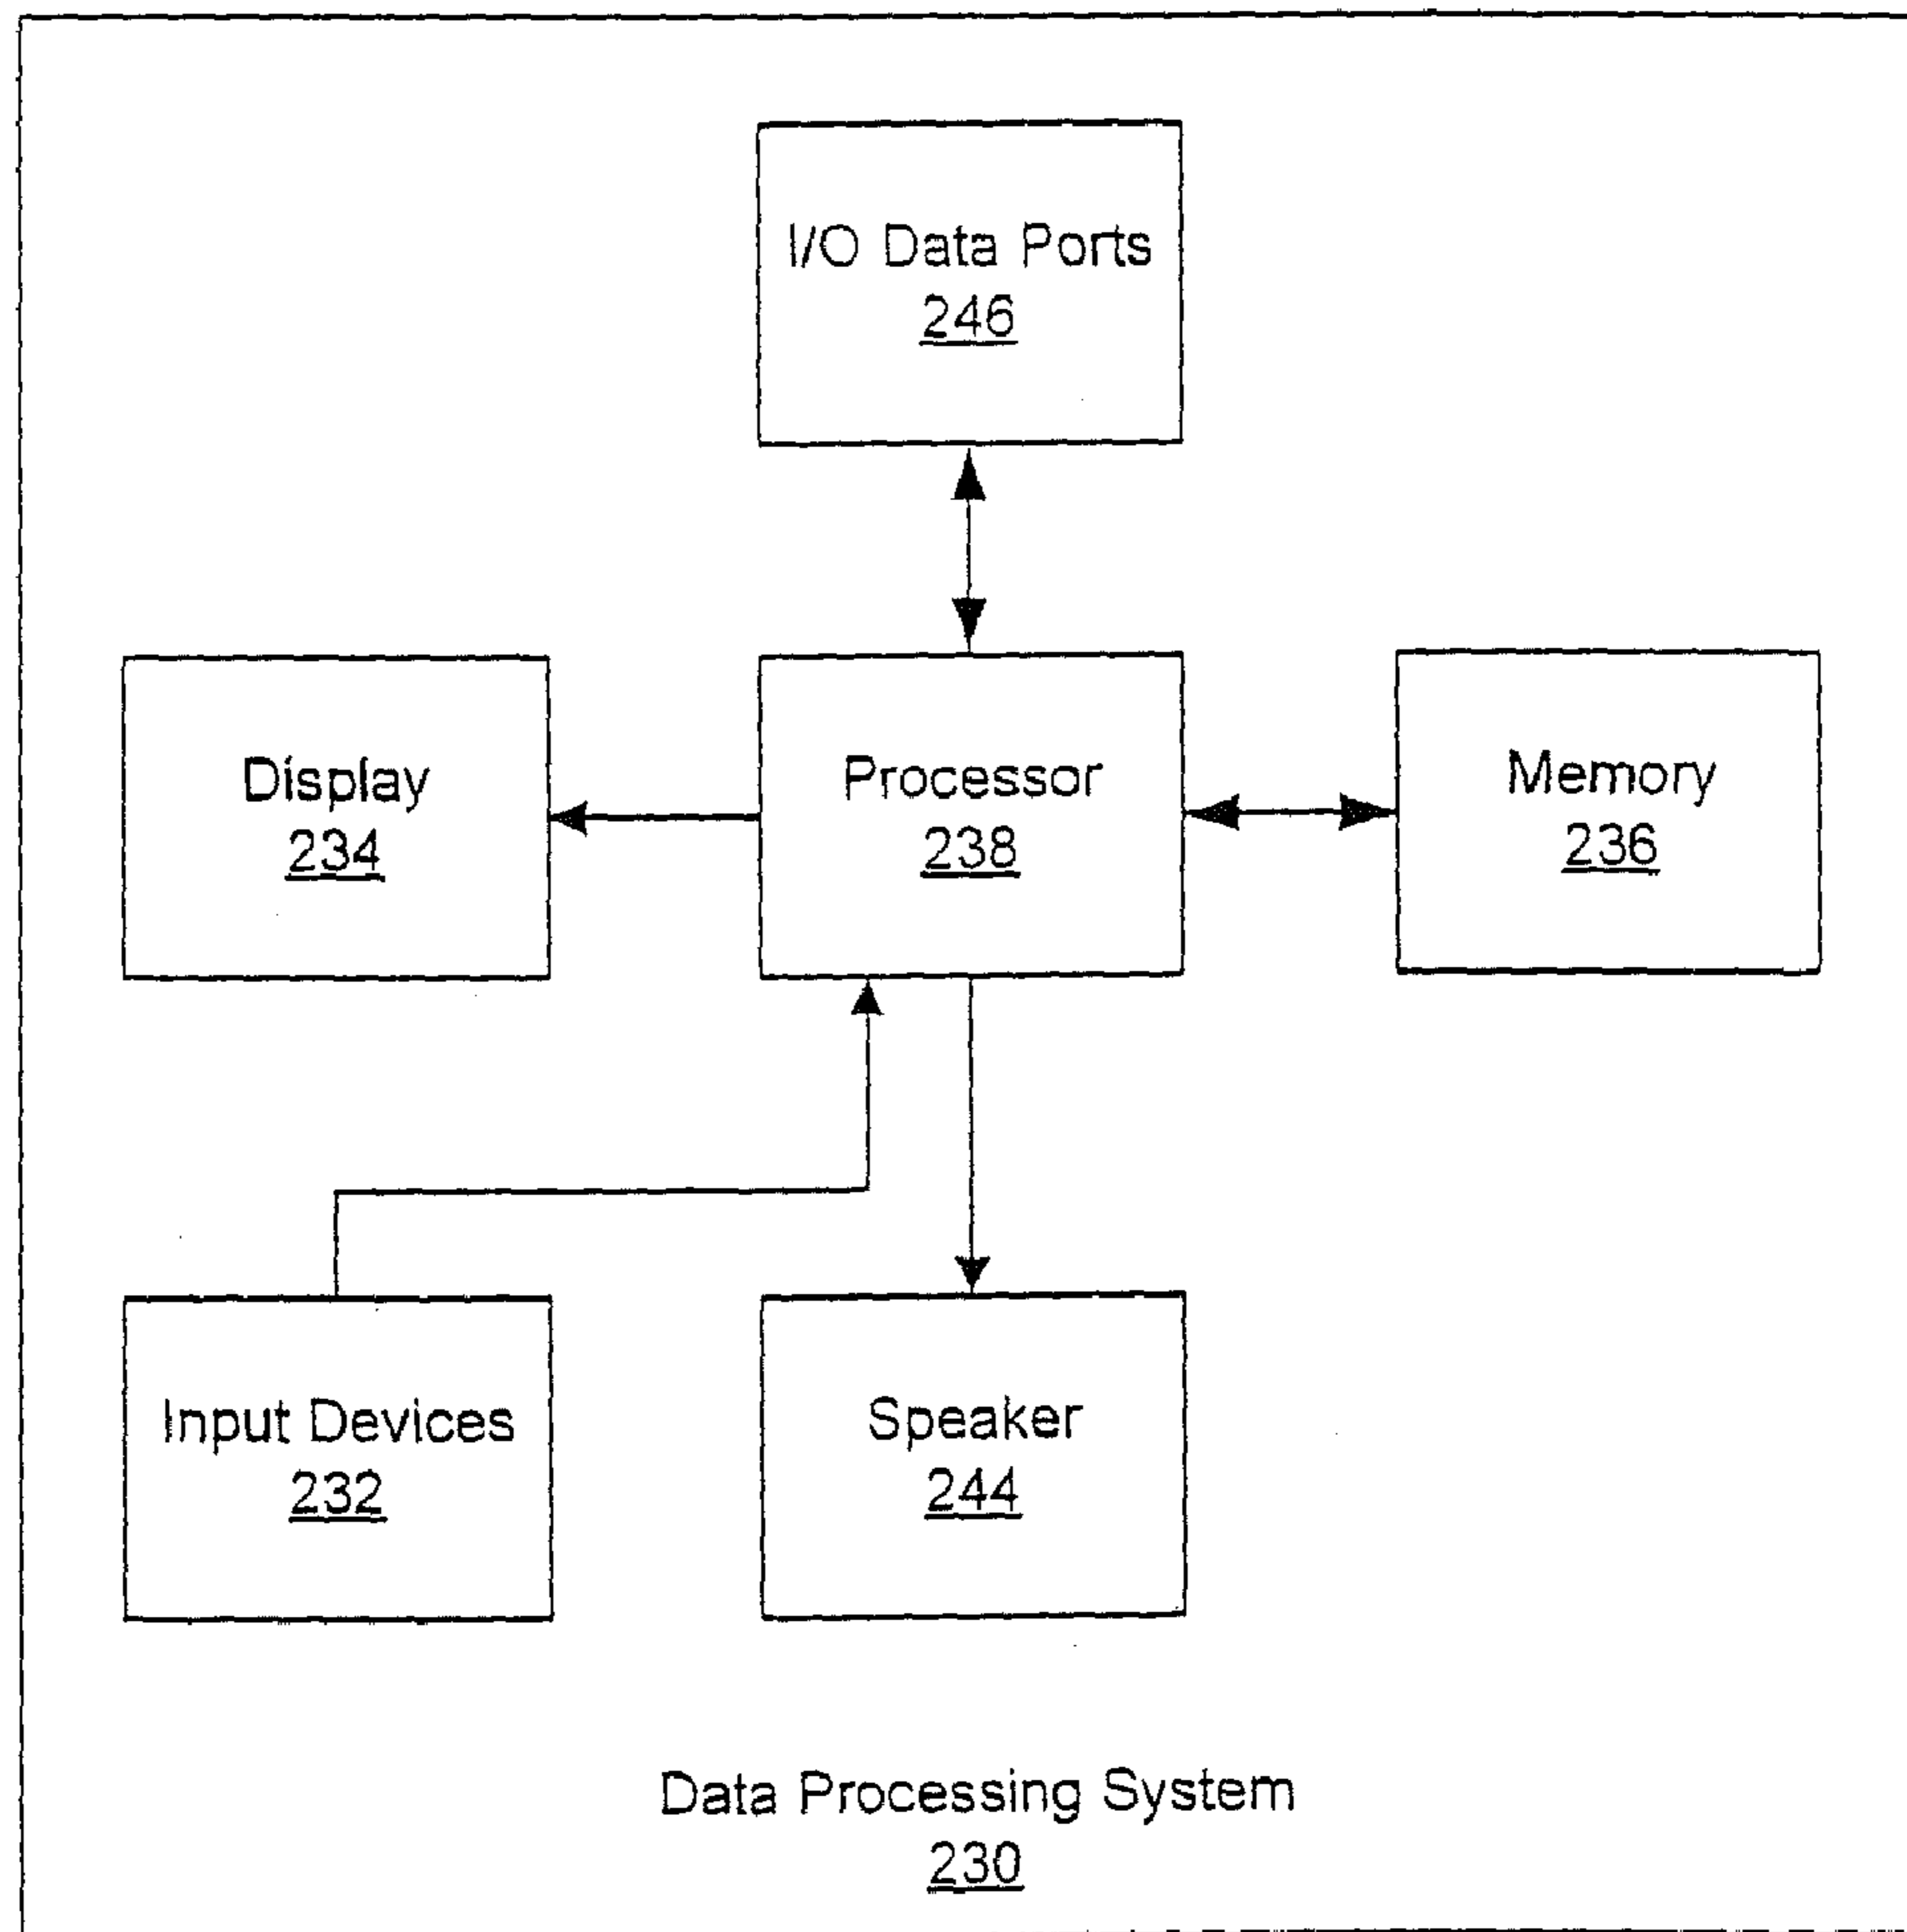 I/O Data Ports
246
Display
234
Processor
238
Memory
236
Input Devices
232
Speaker
244
Data Processing System
230